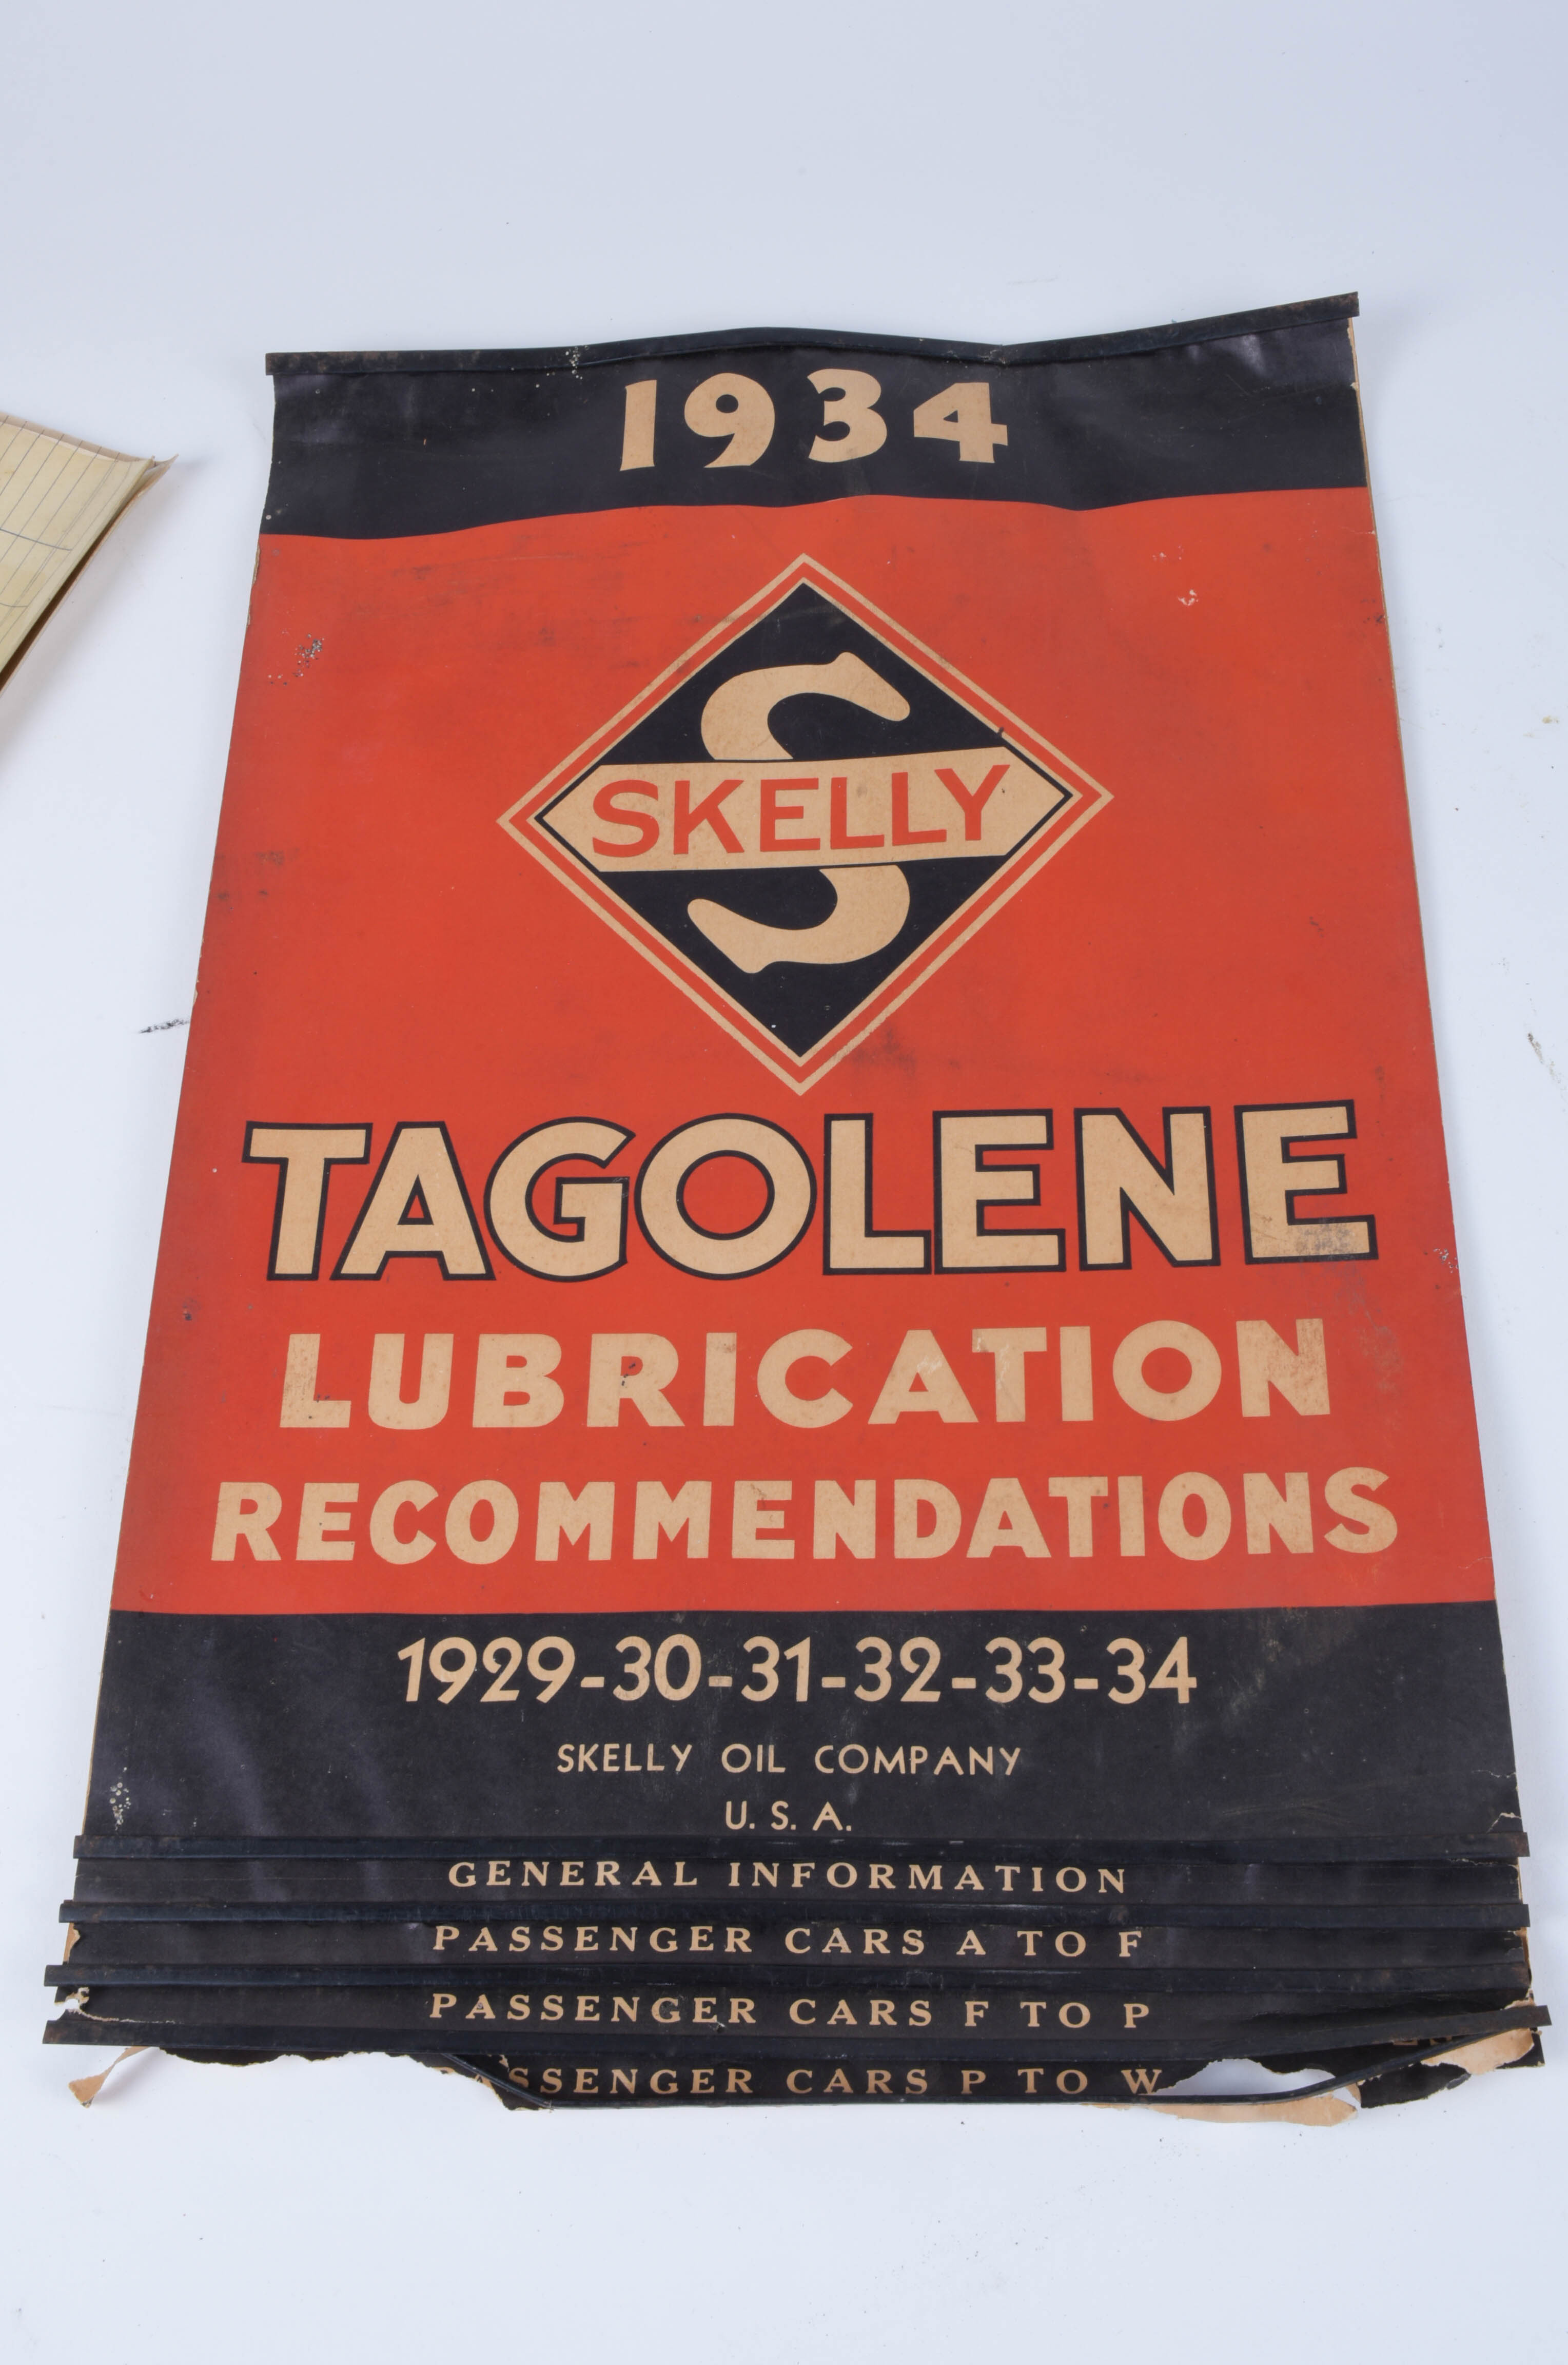 1934
S
SKELLY
TAGOLENE
LUBRICATION
RECOMMENDATIONS
1929-30-31-32-33-34
SKELLY OIL COMPANY
U. S. A.
GENERAL INFORMATION
PASSENGER CARS A TO F
PASSENGER CARS F TO P
SSENGER CARS P TO W